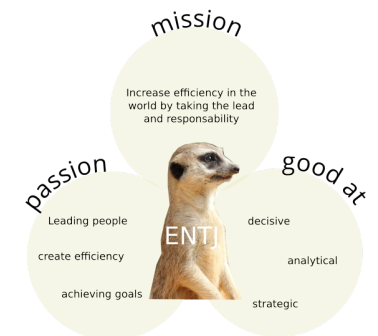 mission
Increase efficiency in the
world by taking the lead
and responsability
passion
Leading people
create efficiency
achieving goals
ENTJ
good at
decisive
analytical
strategic